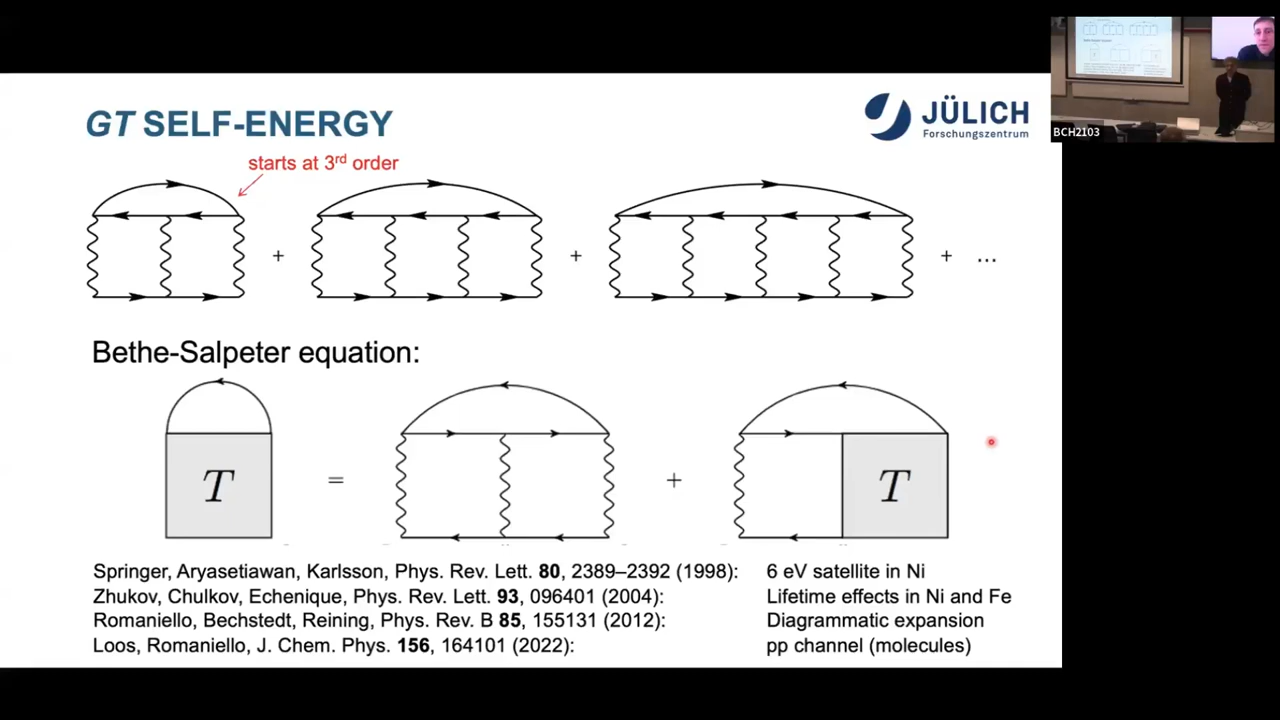 GT SELF-ENERGY
JÜLICH
Forschungszentrum
BCH2103
starts at 3rd order
+
+
+ ...
Bethe-Salpeter equation:
T
=
+
T
Springer, Aryasetiawan, Karlsson, Phys. Rev. Lett. 80, 2389–2392 (1998): 6 eV satellite in Ni
Zhukov, Chulkov, Echenique, Phys. Rev. Lett. 93, 096401 (2004): Lifetime effects in Ni and Fe
Romaniello, Bechstedt, Reining, Phys. Rev. B 85, 155131 (2012): Diagrammatic expansion
Loos, Romaniello, J. Chem. Phys. 156, 164101 (2022): pp channel (molecules)